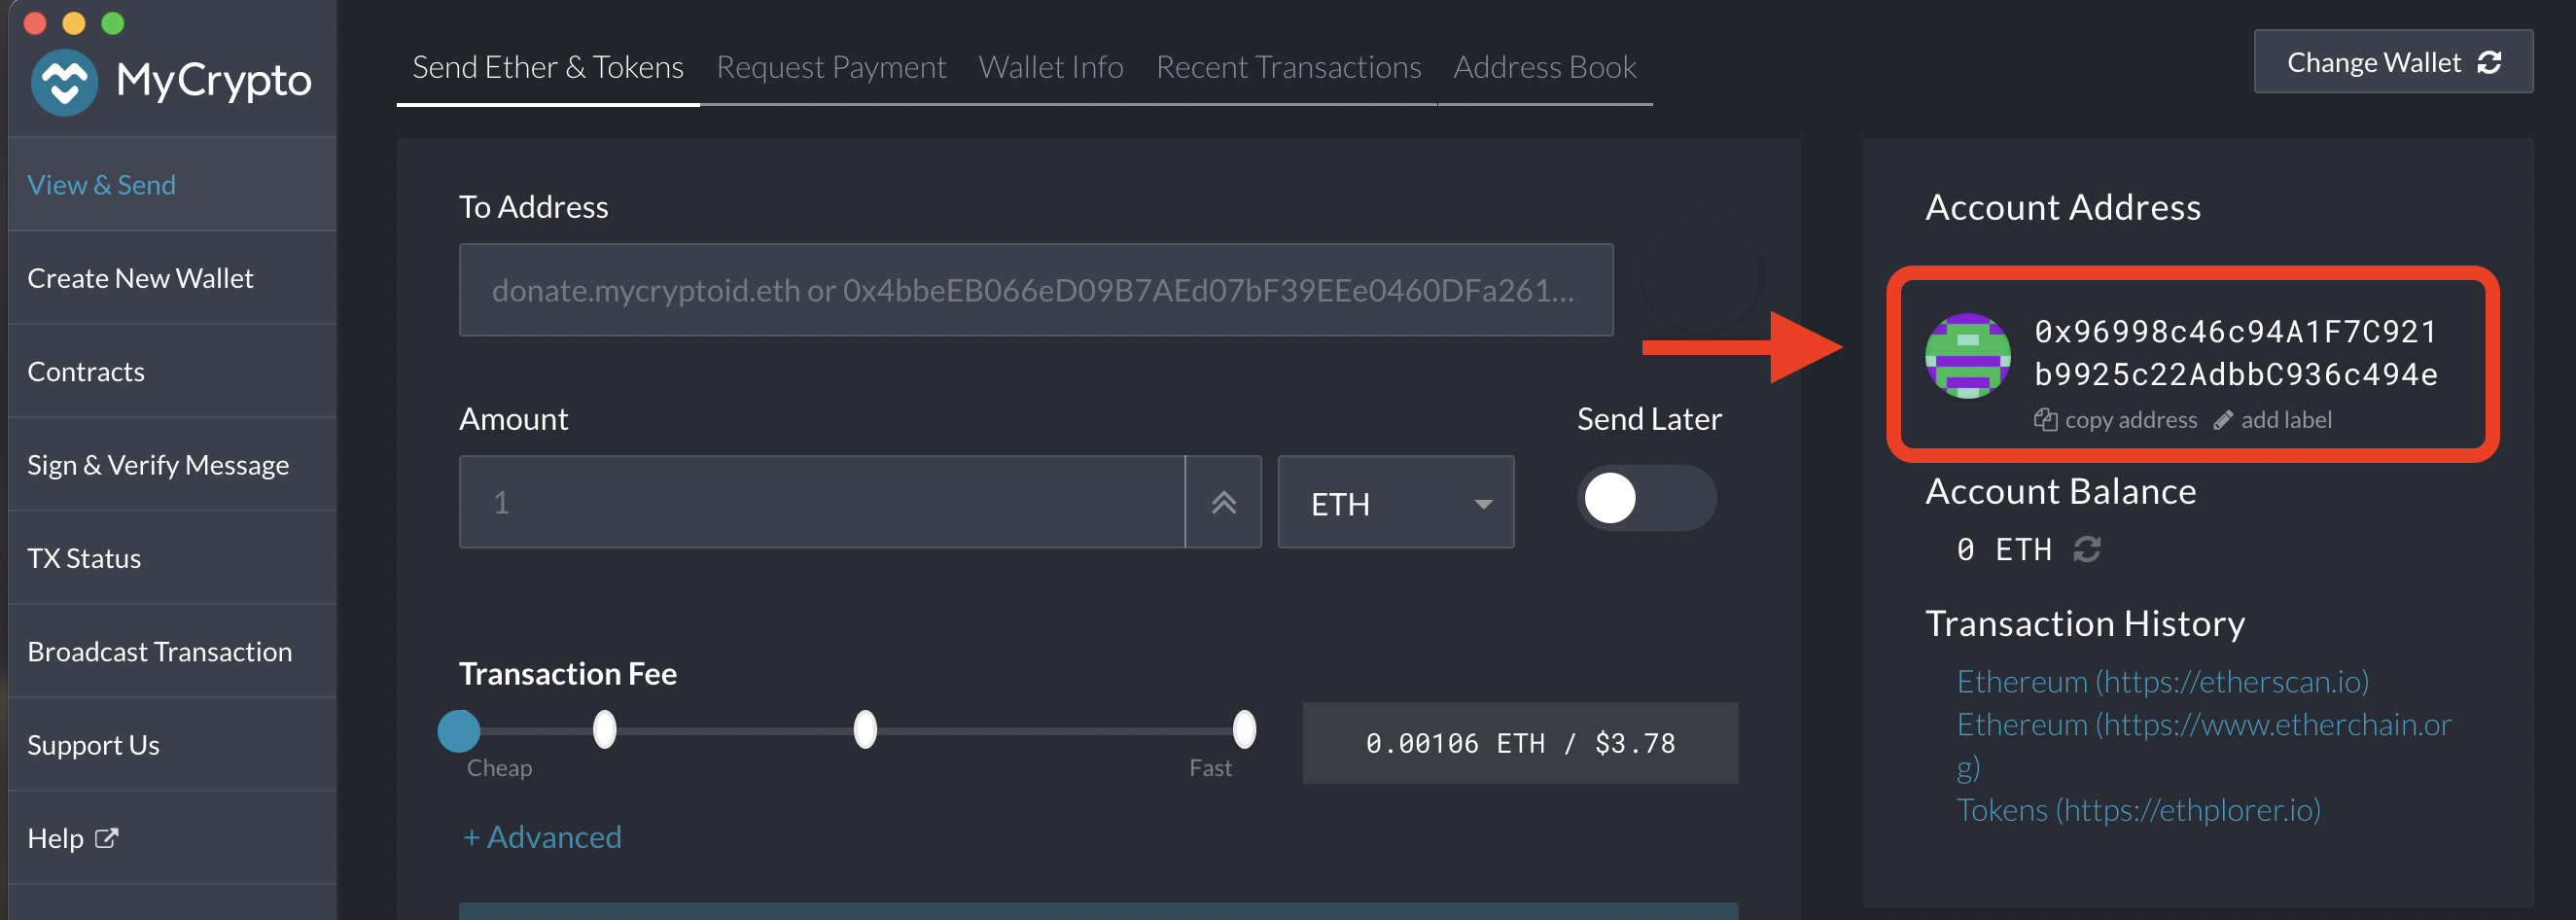 MyCrypto
View & Send
Create New Wallet
Contracts
Sign & Verify Message
TX Status
Broadcast Transaction
Support Us
Help
Send Ether & Tokens
Request Payment
Wallet Info
Recent Transactions
Address Book
Change Wallet
To Address
donate.mycryptoid.eth or 0x4bbeEB066eD09B7AEd07bF39EEe0460DFa261...
Amount
1
ETH
Send Later
Transaction Fee
Cheap
Fast
0.00106 ETH / $3.78
+ Advanced
Account Address
0x96998c46c94A1F7C921
b9925c22AdbbC936c494e
copy address
add label
Account Balance
0 ETH
Transaction History
Ethereum (https://etherscan.io)
Ethereum (https://www.etherchain.or
g)
Tokens (https://ethplorer.io)